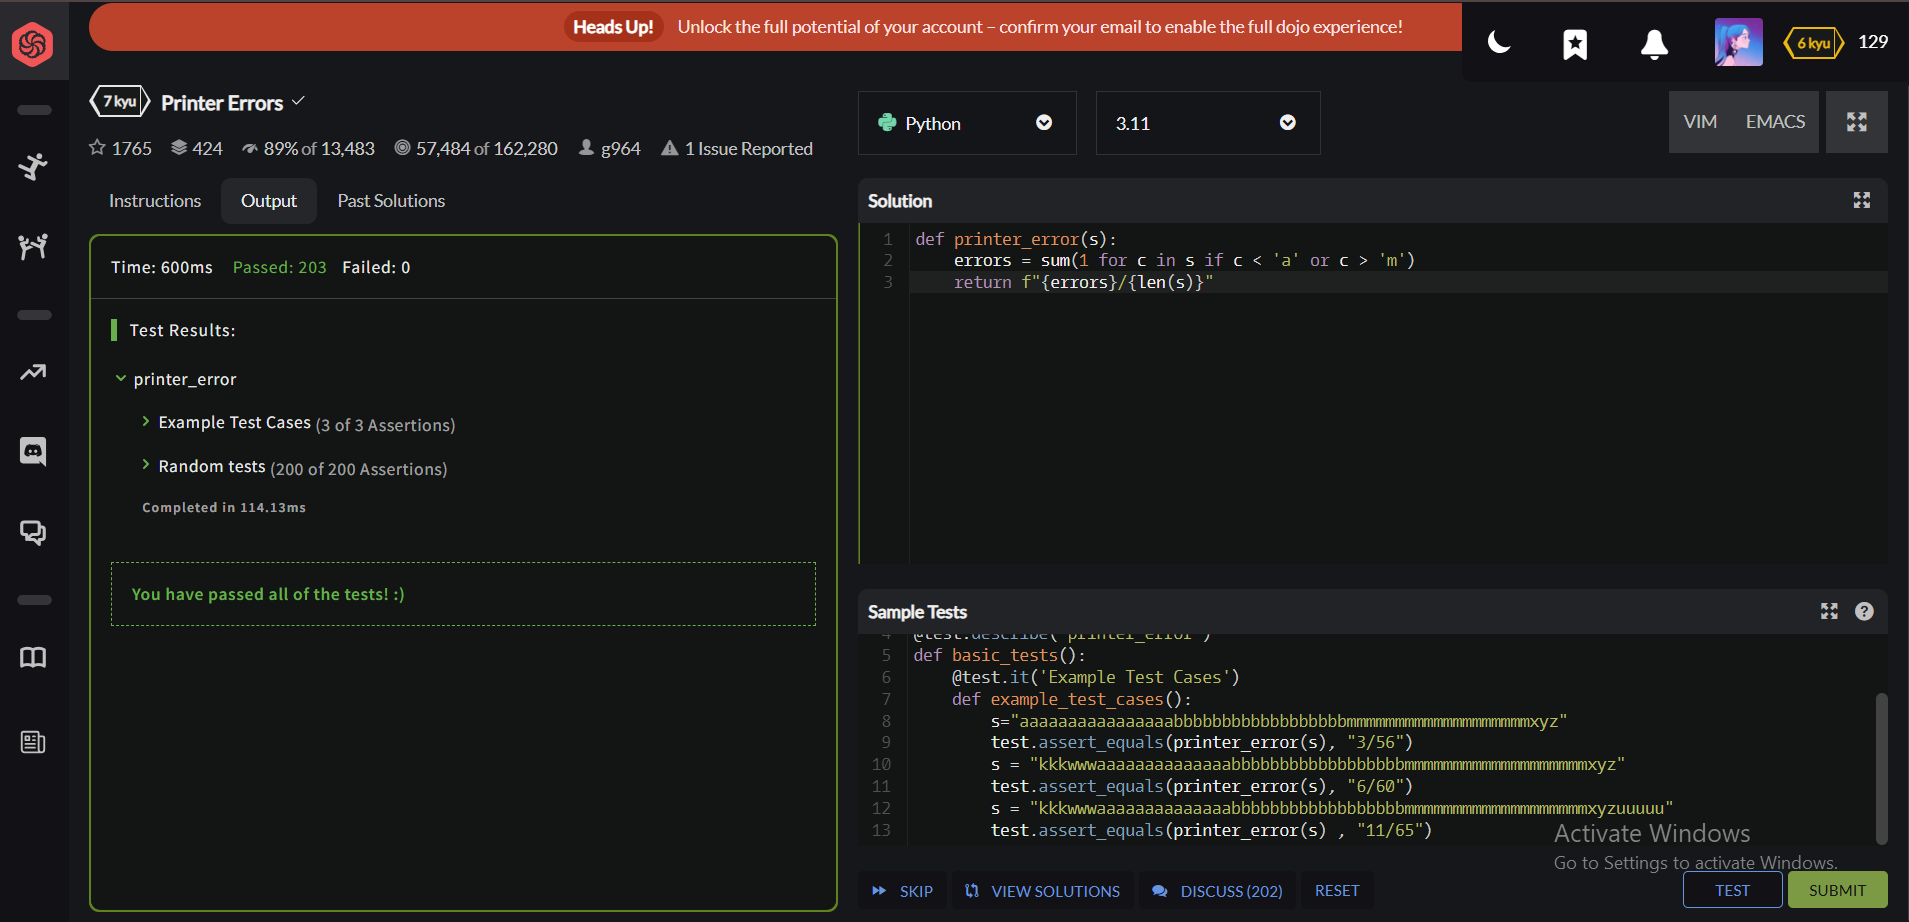 Heads Up! Unlock the full potential of your account – confirm your email to enable the full dojo experience!
6 kyu 129
7 kyu Printer Errors
1765 424 89% of 13,483 57,484 of 162,280 g964 1 Issue Reported
Python
3.11
VIM EMACS
Instructions Output Past Solutions
Time: 600ms Passed: 203 Failed: 0
Test Results:
printer_error
Example Test Cases (3 of 3 Assertions)
Random tests (200 of 200 Assertions)
Completed in 114.13ms
You have passed all of the tests! :)
Solution
1 def printer_error(s):
2     errors = sum(1 for c in s if c < 'a' or c > 'm')
3     return f"{errors}/{len(s)}"
Sample Tests
4 @test.describe('printer_error')
5 def basic_tests():
6     @test.it('Example Test Cases')
7     def example_test_cases():
8         s="aaaaaaaaaaaaaaaabbbbbbbbbbbbbbbbbbmmmmmmmmmmmmmmmmmmmxyz"
9         test.assert_equals(printer_error(s), "3/56")
10         s = "kkkwwwaaaaaaaaaaaaaabbbbbbbbbbbbbbbbbbmmmmmmmmmmmmmmmmmmmxyz"
11         test.assert_equals(printer_error(s), "6/60")
12         s = "kkkwwwaaaaaaaaaaaaaabbbbbbbbbbbbbbbbbbmmmmmmmmmmmmmmmmmmmxyzuuuuu"
13         test.assert_equals(printer_error(s) , "11/65")
Activate Windows
Go to Settings to activate Windows.
SKIP VIEW SOLUTIONS DISCUSS (202) RESET TEST SUBMIT